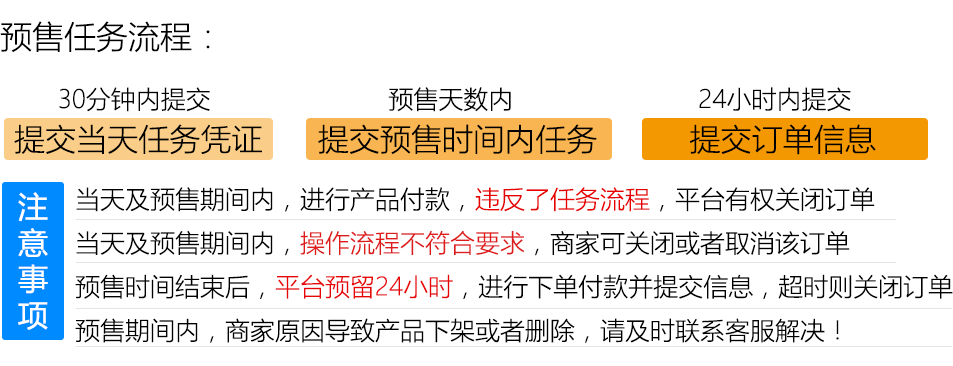 预售任务流程：
30分钟内提交
预售天数内
24小时内提交
提交当天任务凭证
提交预售时间内任务
提交订单信息
注意事项
当天及预售期间内，进行产品付款，违反了任务流程，平台有权关闭订单
当天及预售期间内，操作流程不符合要求，商家可关闭或者取消该订单
预售时间结束后，平台预留24小时，进行下单付款并提交信息，超时则关闭订单
预售期间内，商家原因导致产品下架或者删除，请及时联系客服解决！